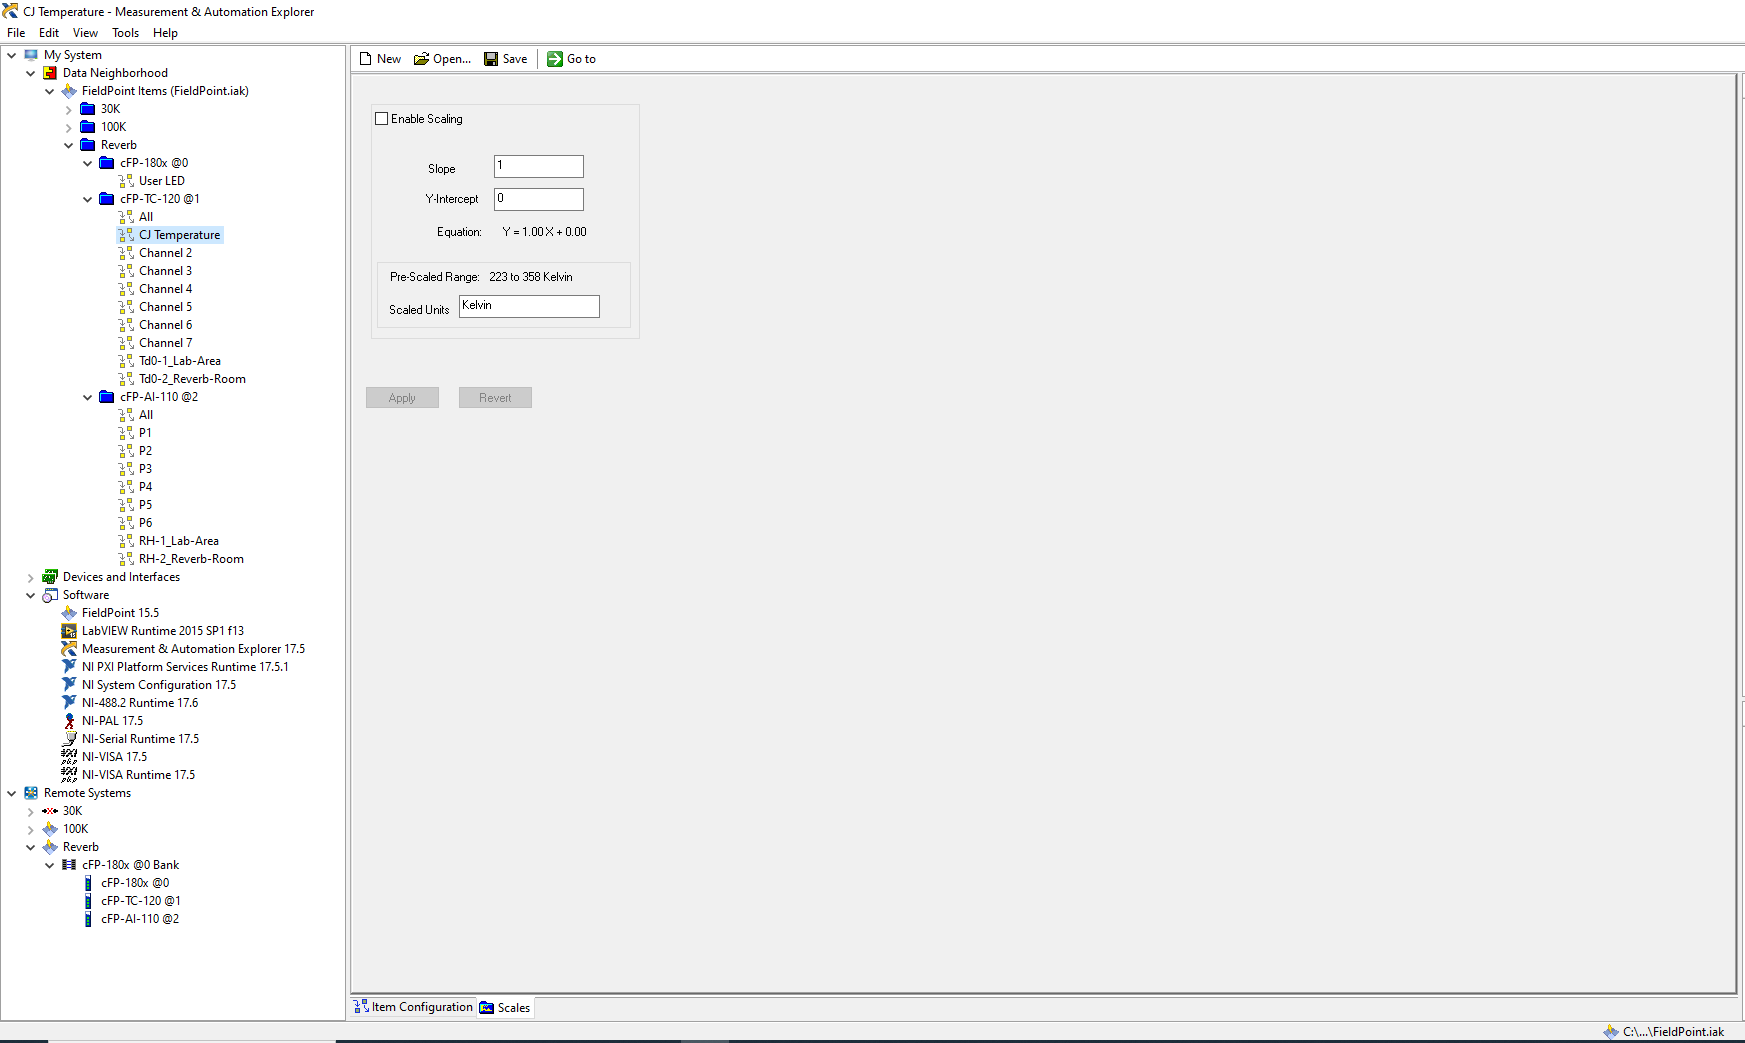 CJ Temperature - Measurement & Automation Explorer
File Edit View Tools Help
My System
Data Neighborhood
FieldPoint Items (FieldPoint.iak)
30K
100K
Reverb
cFP-180x @0
User LED
cFP-TC-120 @1
All
CJ Temperature
Channel 2
Channel 3
Channel 4
Channel 5
Channel 6
Channel 7
Td0-1_Lab-Area
Td0-2_Reverb-Room
cFP-AI-110 @2
All
P1
P2
P3
P4
P5
P6
RH-1_Lab-Area
RH-2_Reverb-Room
Devices and Interfaces
Software
FieldPoint 15.5
LabVIEW Runtime 2015 SP1 f13
Measurement & Automation Explorer 17.5
NI PXI Platform Services Runtime 17.5.1
NI System Configuration 17.5
NI-488.2 Runtime 17.6
NI-PAL 17.5
NI-Serial Runtime 17.5
NI-VISA 17.5
NI-VISA Runtime 17.5
Remote Systems
30K
100K
Reverb
cFP-180x @0 Bank
cFP-180x @0
cFP-TC-120 @1
cFP-AI-110 @2
New Open... Save Go to
Enable Scaling
Slope 1
Y-Intercept 0
Equation: Y = 1.00 X + 0.00
Pre-Scaled Range: 223 to 358 Kelvin
Scaled Units Kelvin
Apply Revert
Item Configuration Scales
C:\...\FieldPoint.iak